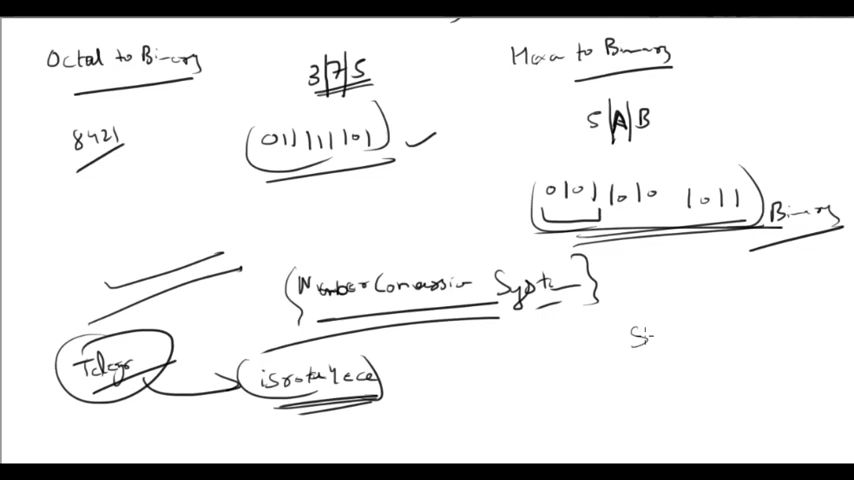 Octal to Binary
3|7|5
8421
(011111101)
Hexa to Binary
5|A|B
(0101 1010 1011) Binary
{Number Conversion System}